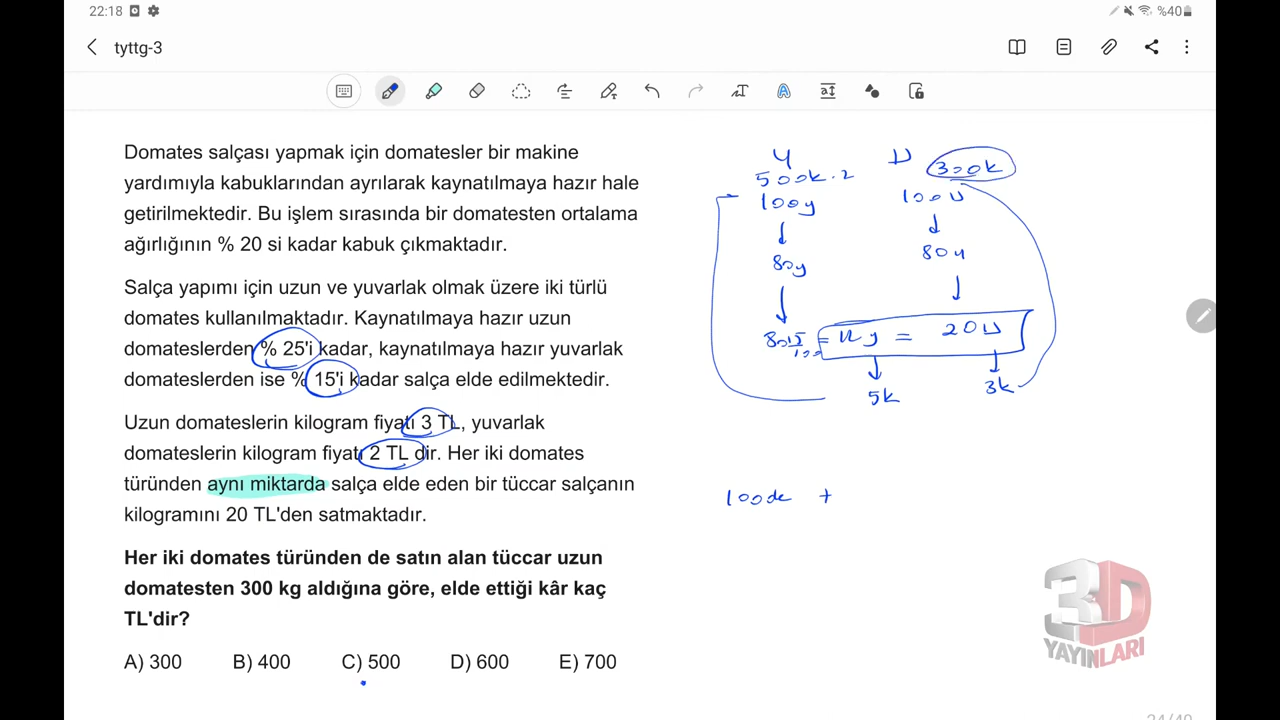 22:18
%40
tyttg-3
Domates salçası yapmak için domatesler bir makine
yardımıyla kabuklarından ayrılarak kaynatılmaya hazır hale
getirilmektedir. Bu işlem sırasında bir domatesten ortalama
ağırlığının % 20 si kadar kabuk çıkmaktadır.
Salça yapımı için uzun ve yuvarlak olmak üzere iki türlü
domates kullanılmaktadır. Kaynatılmaya hazır uzun
domateslerden % 25'i kadar, kaynatılmaya hazır yuvarlak
domateslerden ise % 15'i kadar salça elde edilmektedir.
Uzun domateslerin kilogram fiyatı 3 TL, yuvarlak
domateslerin kilogram fiyatı 2 TL dir. Her iki domates
türünden aynı miktarda salça elde eden bir tüccar salçanın
kilogramını 20 TL'den satmaktadır.
Her iki domates türünden de satın alan tüccar uzun
domatesten 300 kg aldığına göre, elde ettiği kâr kaç
TL'dir?
A) 300 B) 400 C) 500 D) 600 E) 700
Y U 300k
500k.2
100y 100U
80y 80u
80 15/100 = 12y = 20U
5k 3k
+
3D
YAYINLARI
24/40